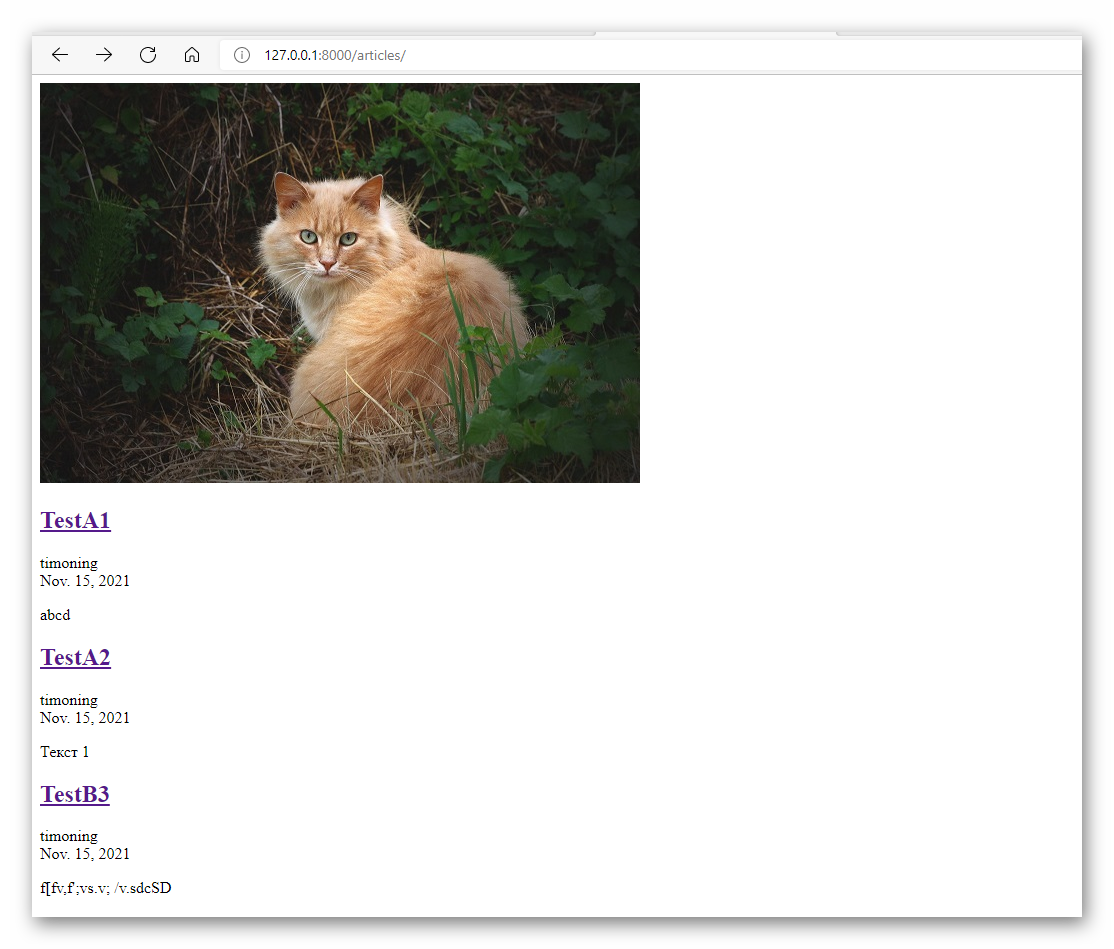 127.0.0.1:8000/articles/
TestA1
timoning
Nov. 15, 2021
abcd
TestA2
timoning
Nov. 15, 2021
Текст 1
TestB3
timoning
Nov. 15, 2021
f[fv,f';vs.v; /v.sdcSD